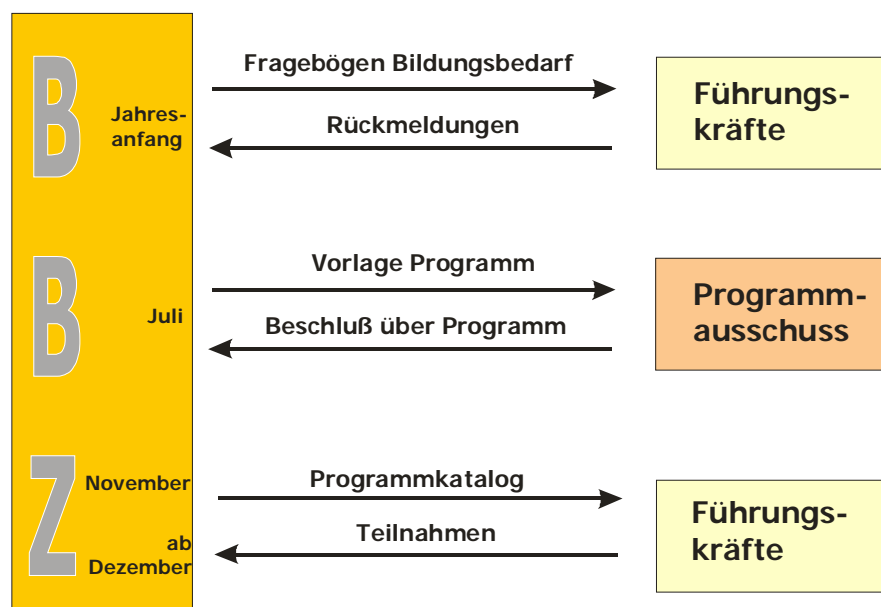 B
Jahres-
anfang
Fragebögen Bildungsbedarf
Rückmeldungen
Führungs-
kräfte
B
Juli
Vorlage Programm
Beschluß über Programm
Programm-
ausschuss
Z
November
ab
Dezember
Programmkatalog
Teilnahmen
Führungs-
kräfte